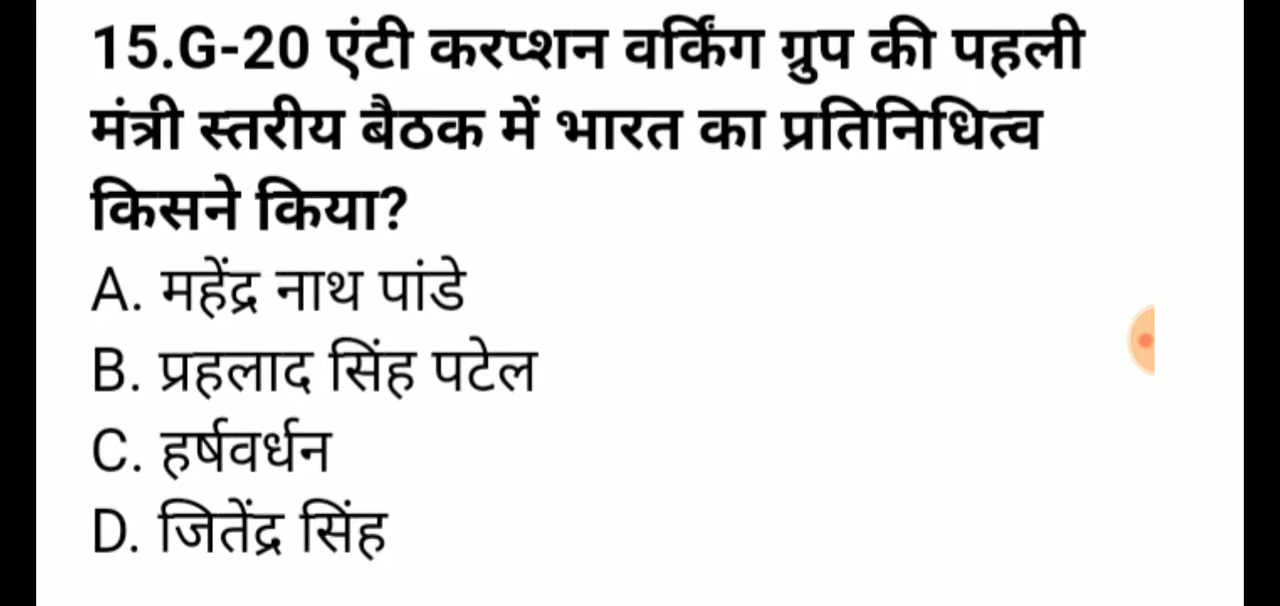 15.G-20 एंटी करप्शन वर्किंग ग्रुप की पहली
मंत्री स्तरीय बैठक में भारत का प्रतिनिधित्व
किसने किया?
A. महेंद्र नाथ पांडे
B. प्रहलाद सिंह पटेल
C. हर्षवर्धन
D. जितेंद्र सिंह